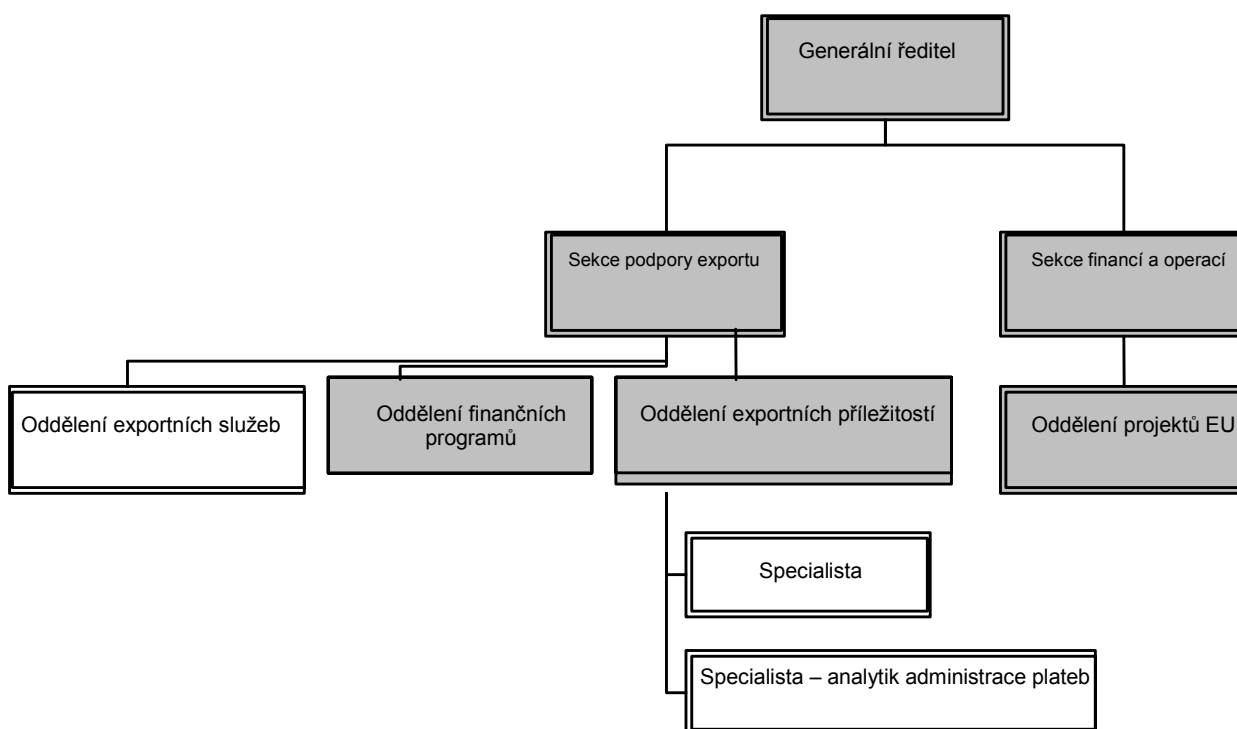 Generální ředitel
Sekce podpory exportu
Sekce financí a operací
Oddělení exportních služeb
Oddělení finančních
programů
Oddělení exportních příležitostí
Oddělení projektů EU
Specialista
Specialista – analytik administrace plateb